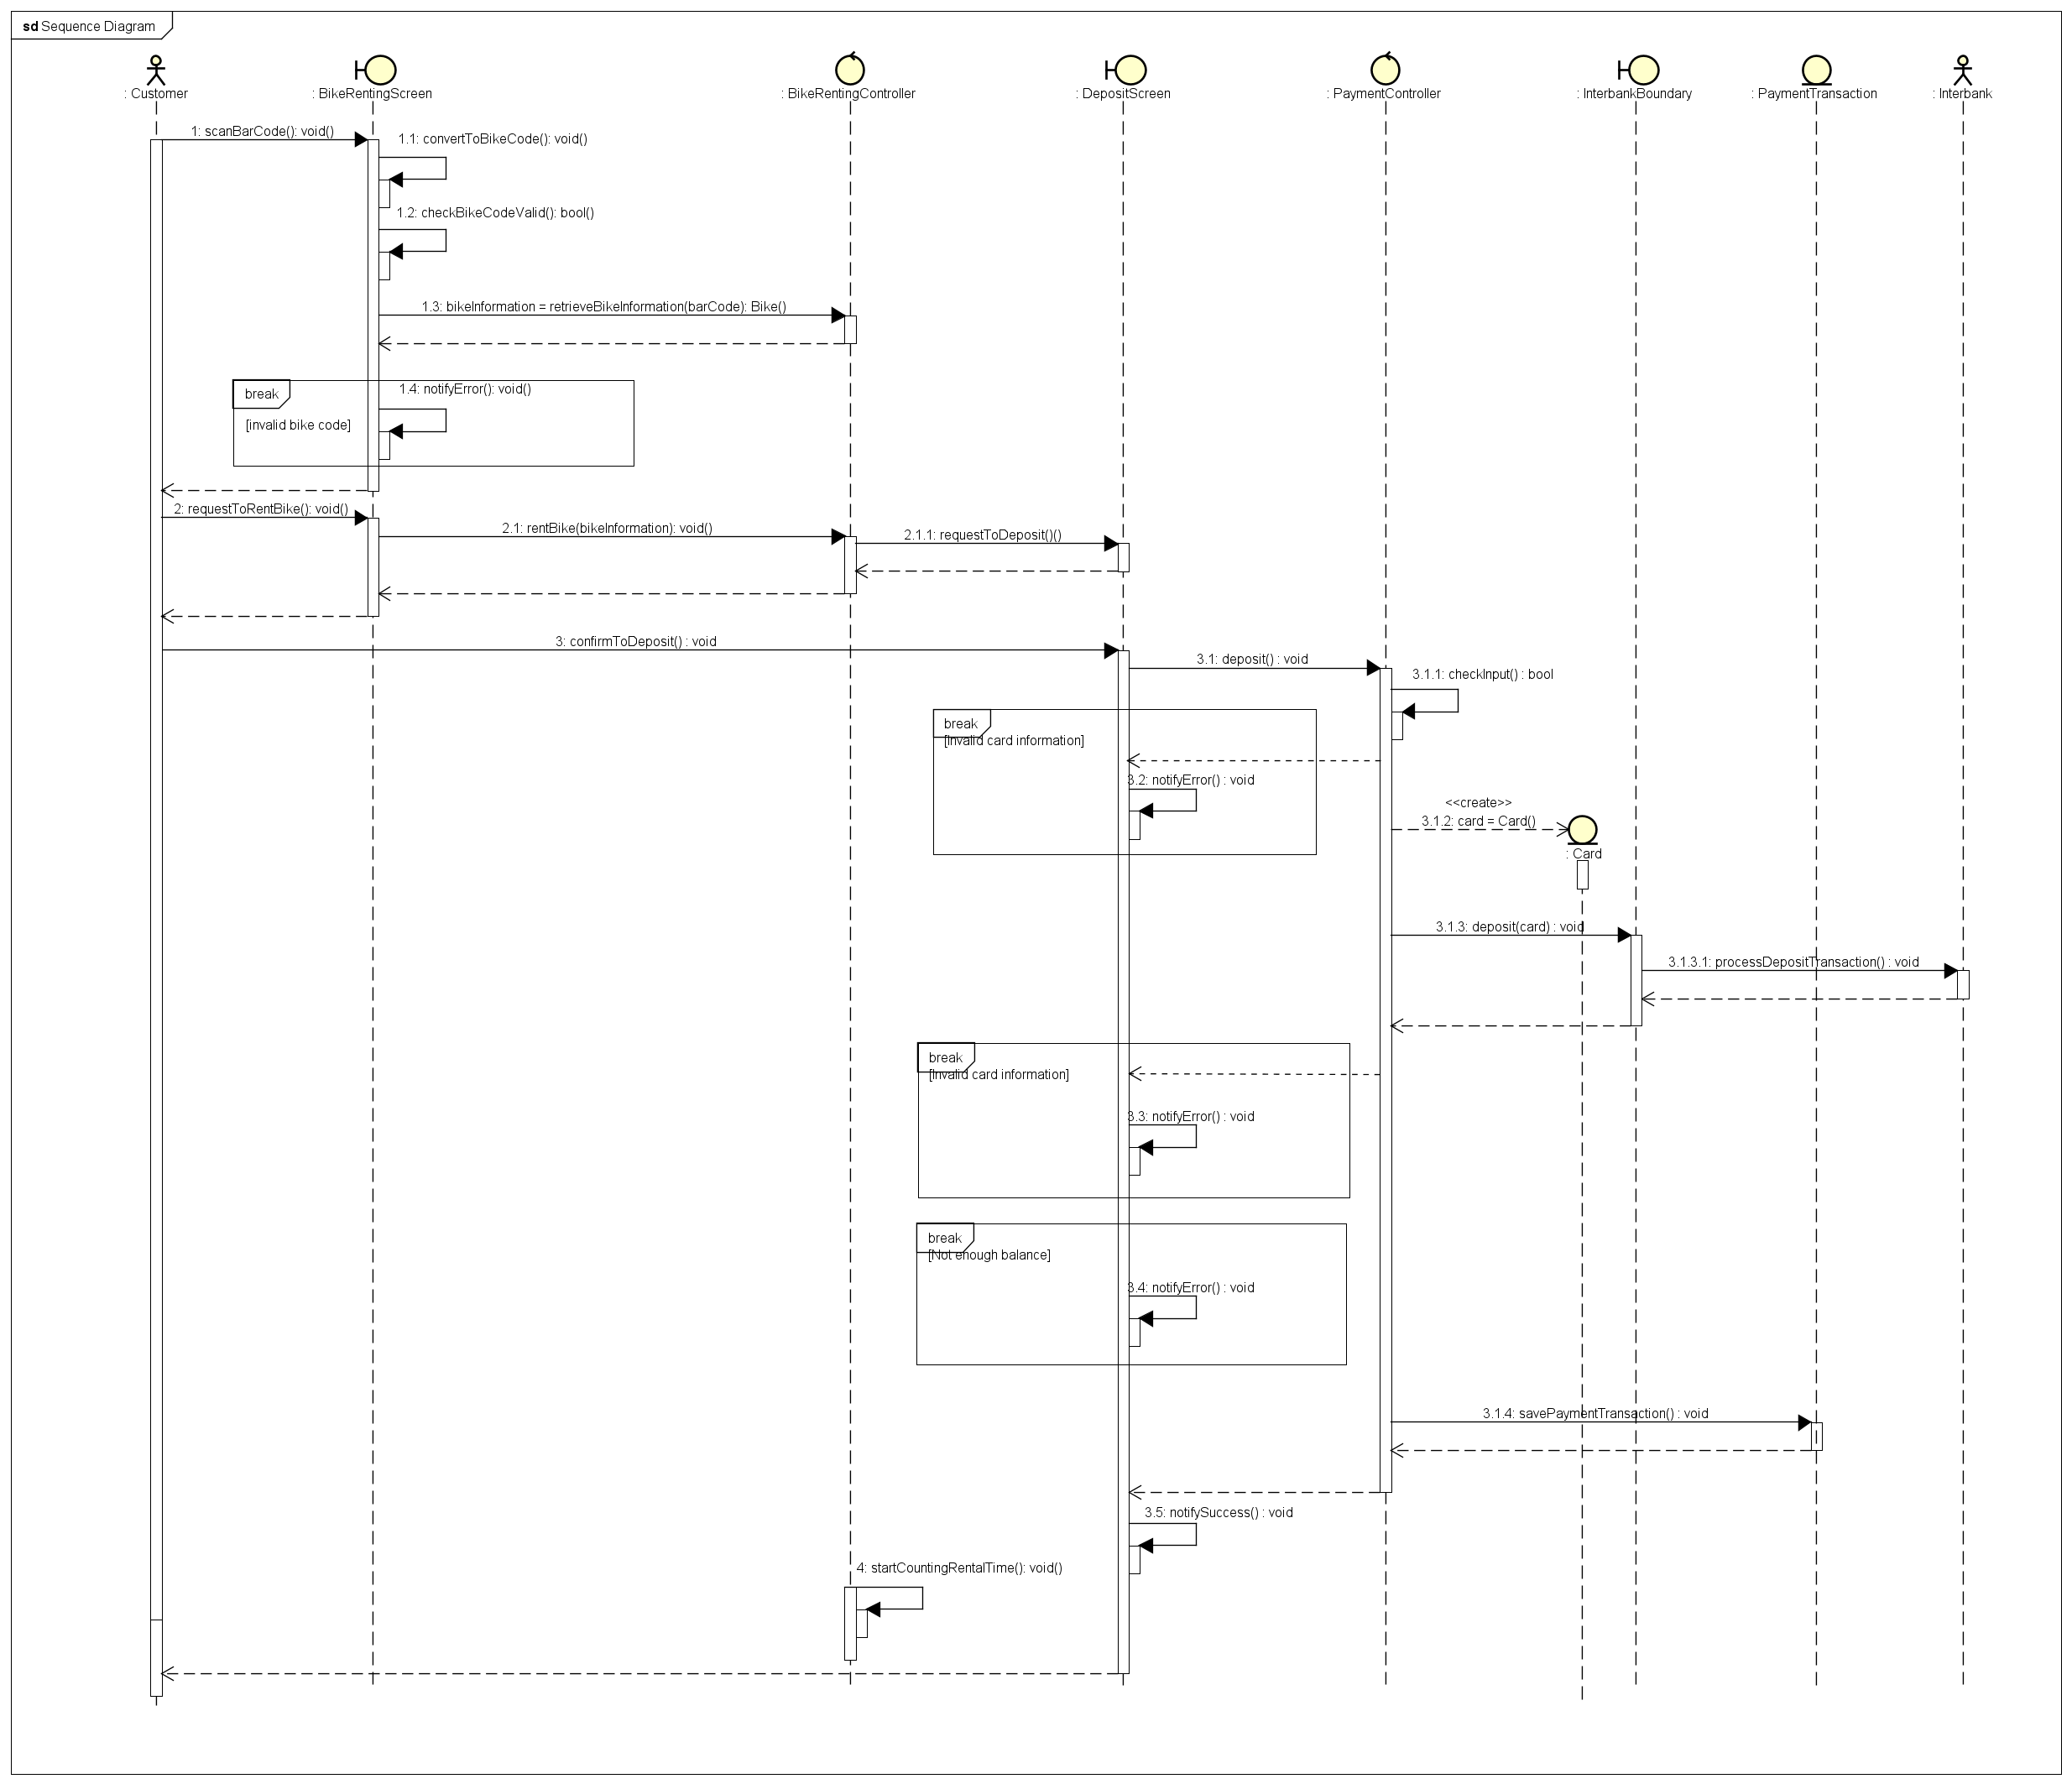 sd Sequence Diagram
: Customer
: BikeRentingScreen
: BikeRentingController
: DepositScreen
: PaymentController
: InterbankBoundary
: PaymentTransaction
: Interbank
1: scanBarCode(): void()
1.1: convertToBikeCode(): void()
1.2: checkBikeCodeValid(): bool()
1.3: bikeInformation = retrieveBikeInformation(barCode): Bike()
break
1.4: notifyError(): void()
[invalid bike code]
2: requestToRentBike(): void()
2.1: rentBike(bikeInformation): void()
2.1.1: requestToDeposit()()
3: confirmToDeposit() : void
3.1: deposit() : void
3.1.1: checkInput() : bool
break
[Invalid card information]
3.2: notifyError() : void
<<create>>
3.1.2: card = Card()
: Card
3.1.3: deposit(card) : void
3.1.3.1: processDepositTransaction() : void
break
[Invalid card information]
3.3: notifyError() : void
break
[Not enough balance]
3.4: notifyError() : void
3.1.4: savePaymentTransaction() : void
3.5: notifySuccess() : void
4: startCountingRentalTime(): void()